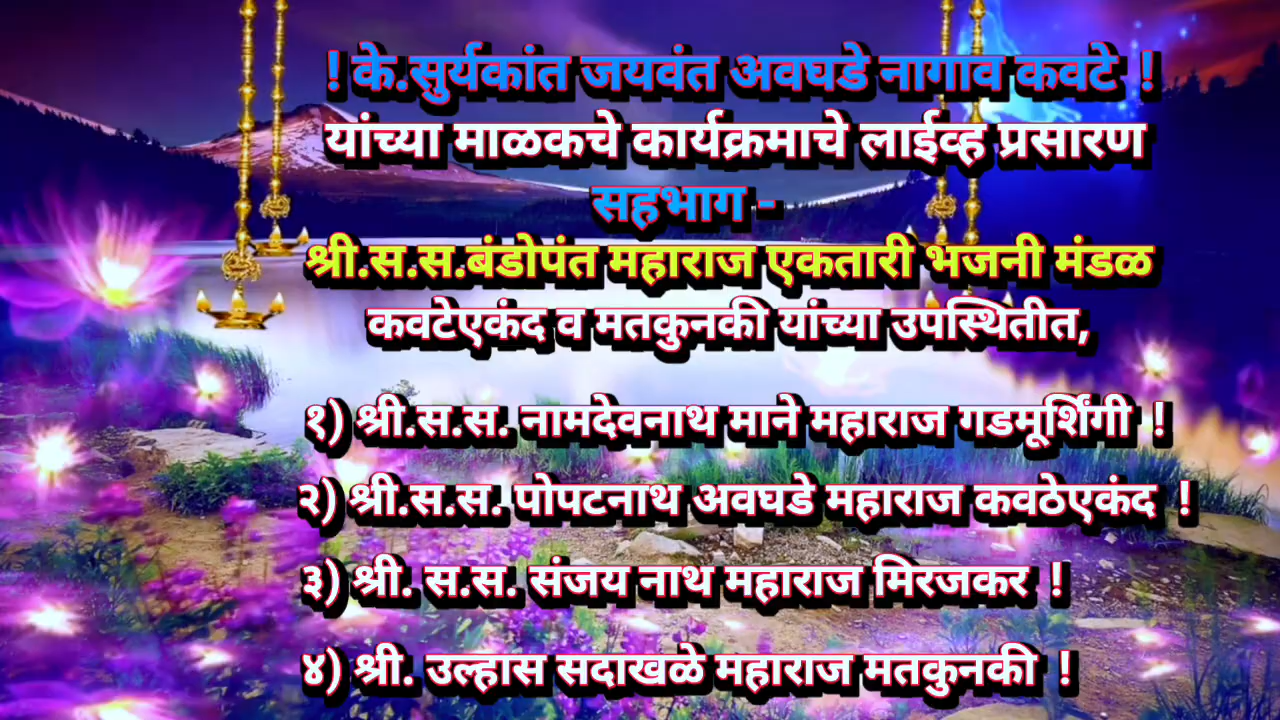 ! के.सुर्यकांत जयवंत अवघडे नागाव कवटे !
यांच्या माळकचे कार्यक्रमाचे लाईव्ह प्रसारण
सहभाग -
श्री.स.स.बंडोपंत महाराज एकतारी भजनी मंडळ
कवटेएकंद व मतकुनकी यांच्या उपस्थितीत,
१) श्री.स.स. नामदेवनाथ माने महाराज गडमूर्शिंगी !
२) श्री.स.स. पोपटनाथ अवघडे महाराज कवठेएकंद !
३) श्री. स.स. संजय नाथ महाराज मिरजकर !
४) श्री. उल्हास सदाखळे महाराज मतकुनकी !